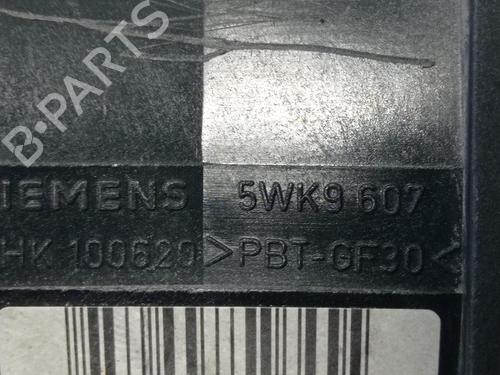 B-PARTS
IEMENS 5WK9 607
HK 100620 >PBT-GF30<